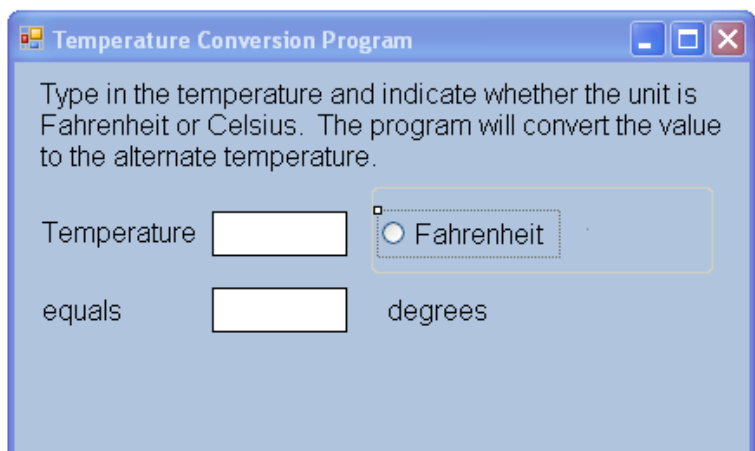 Temperature Conversion Program
Type in the temperature and indicate whether the unit is
Fahrenheit or Celsius. The program will convert the value
to the alternate temperature.
Temperature Fahrenheit
equals degrees